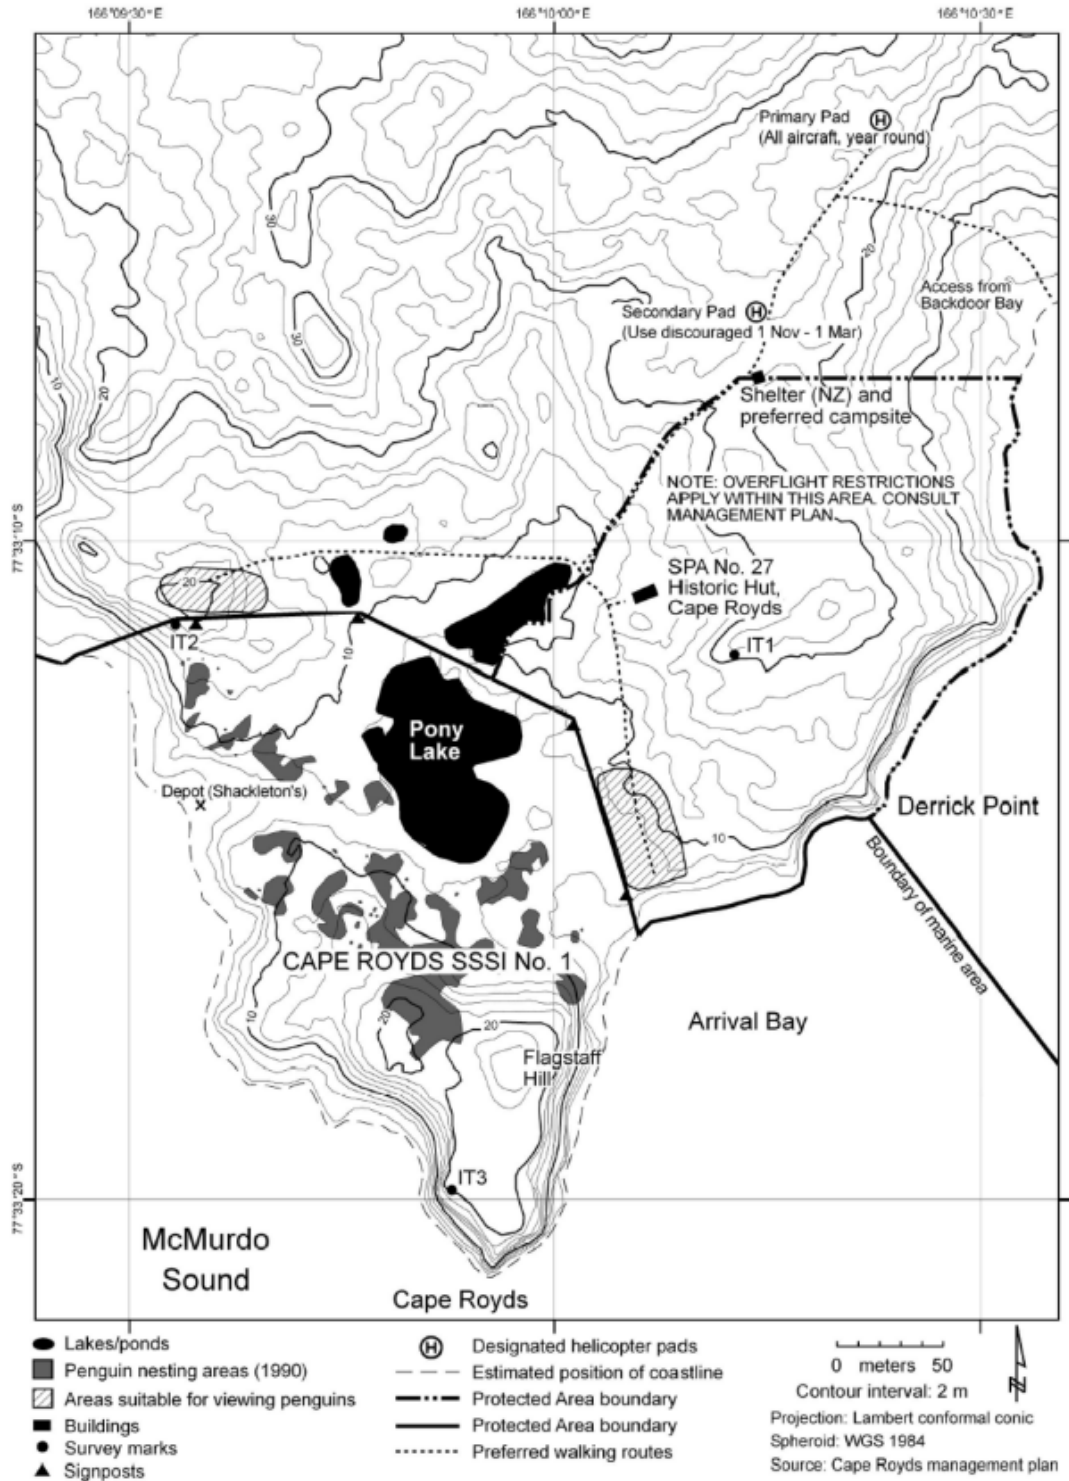 166°09'30" 166°10'00" 166°10'30"
Primary Pad
(All aircraft, year round)
30
20
Access from
Backdoor Bay
Secondary Pad
(Use discouraged 1 Nov - 1 Mar)
30
10
20
Shelter (NZ) and
preferred campsite
NOTE: OVERFLIGHT RESTRICTIONS
APPLY WITHIN THIS AREA. CONSULT
MANAGEMENT PLAN
77°33'10" S
SPA No. 27
Historic Hut,
Cape Royds
20
IT2
IT1
10
Pony
Lake
Depot (Shackleton's)
Derrick Point
10
Boundary of marine area
CAPE ROYDS SSSI No. 1
Arrival Bay
10
20
20
Flagstaff
Hill
IT3
77°33'20" S
McMurdo
Sound
Cape Royds
Lakes/ponds
Penguin nesting areas (1990)
Areas suitable for viewing penguins
Buildings
Survey marks
Signposts
H
Designated helicopter pads
Estimated position of coastline
Protected Area boundary
Protected Area boundary
Preferred walking routes
0 meters 50
Contour interval: 2 m
N
Projection: Lambert conformal conic
Spheroid: WGS 1984
Source: Cape Royds management plan